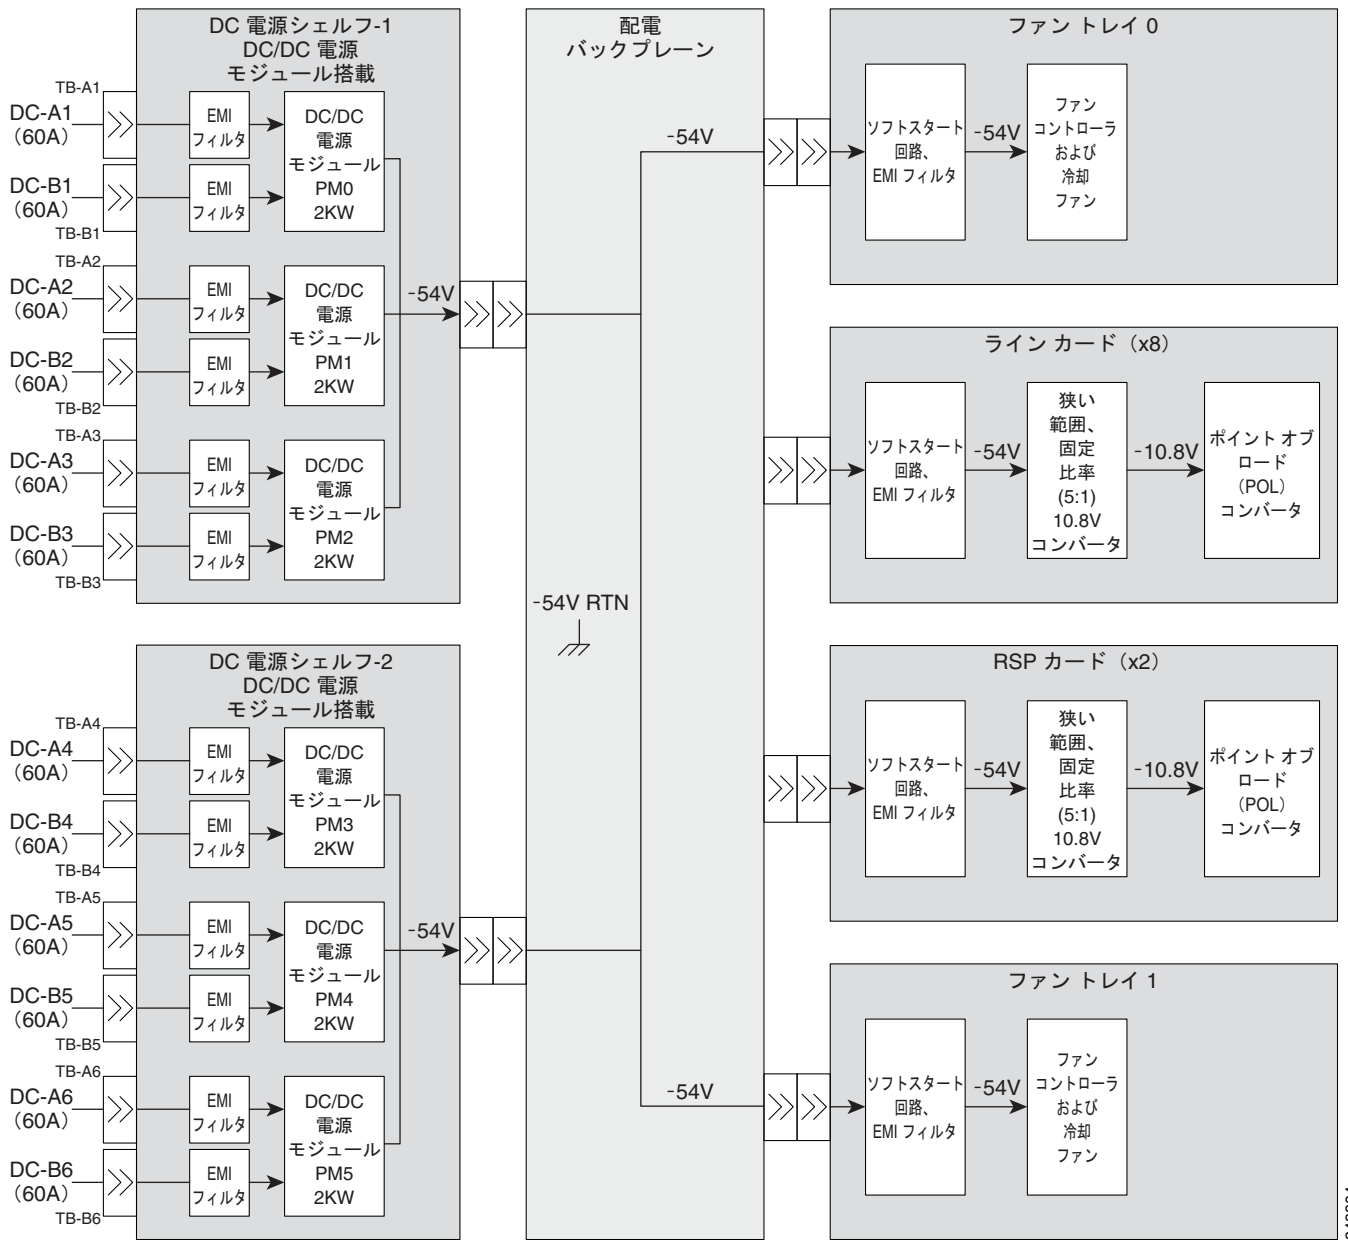 DC 電源シェルフ-1
DC/DC 電源
モジュール搭載
TB-A1
DC-A1
（60A）
EMI
フィルタ
DC-B1
（60A）
TB-B1
EMI
フィルタ
DC/DC
電源
モジュール
PM0
2KW
TB-A2
DC-A2
（60A）
EMI
フィルタ
DC-B2
（60A）
TB-B2
EMI
フィルタ
DC/DC
電源
モジュール
PM1
2KW
-54V
TB-A3
DC-A3
（60A）
EMI
フィルタ
DC-B3
（60A）
TB-B3
EMI
フィルタ
DC/DC
電源
モジュール
PM2
2KW
DC 電源シェルフ-2
DC/DC 電源
モジュール搭載
TB-A4
DC-A4
（60A）
EMI
フィルタ
DC-B4
（60A）
TB-B4
EMI
フィルタ
DC/DC
電源
モジュール
PM3
2KW
TB-A5
DC-A5
（60A）
EMI
フィルタ
DC-B5
（60A）
TB-B5
EMI
フィルタ
DC/DC
電源
モジュール
PM4
2KW
-54V
TB-A6
DC-A6
（60A）
EMI
フィルタ
DC-B6
（60A）
TB-B6
EMI
フィルタ
DC/DC
電源
モジュール
PM5
2KW
配電
バックプレーン
-54V
-54V RTN
-54V
ファン トレイ 0
ソフトスタート
回路、
EMI フィルタ
-54V
ファン
コントローラ
および
冷却
ファン
ライン カード（x8）
ソフトスタート
回路、
EMI フィルタ
-54V
狭い
範囲、
固定
比率
(5:1)
10.8V
コンバータ
-10.8V
ポイント オブ
ロード
（POL）
コンバータ
RSP カード（x2）
ソフトスタート
回路、
EMI フィルタ
-54V
狭い
範囲、
固定
比率
(5:1)
10.8V
コンバータ
-10.8V
ポイント オブ
ロード
（POL）
コンバータ
ファン トレイ 1
ソフトスタート
回路、
EMI フィルタ
-54V
ファン
コントローラ
および
冷却
ファン